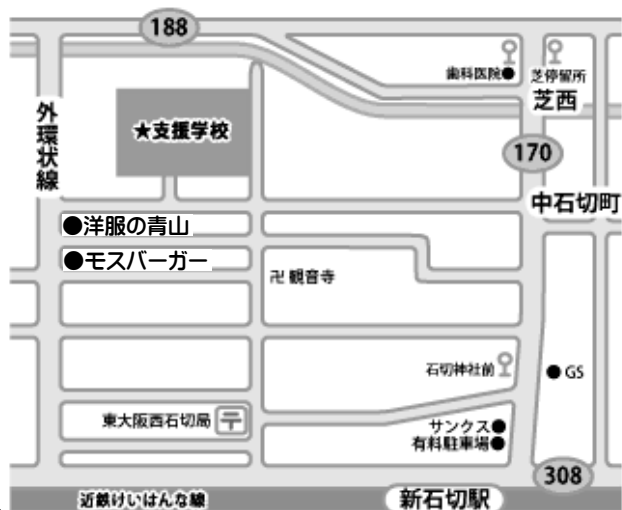 188
歯科医院●
芝停留所
芝西
外環状線
★支援学校
170
中石切町
●洋服の青山
●モスバーガー
卍 観音寺
石切神社前
● GS
東大阪西石切局
サンクス●
有料駐車場●
308
近鉄けいはんな線
新石切駅